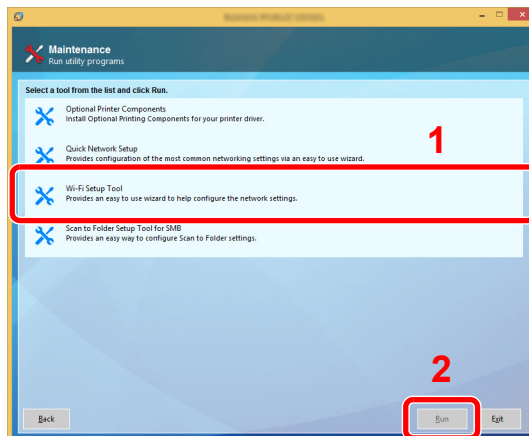 Maintenance
Run utility programs
Select a tool from the list and click Run.
Optional Printer Components
Install Optional Printing Components for your printer driver.
1
Quick Network Setup
Provides configuration of the most common networking settings via an easy to use wizard.
Wi-Fi Setup Tool
Provides an easy to use wizard to help configure the network settings.
Scan to Folder Setup Tool for SMB
Provides an easy way to configure Scan to Folder settings.
2
Back
Run
Exit